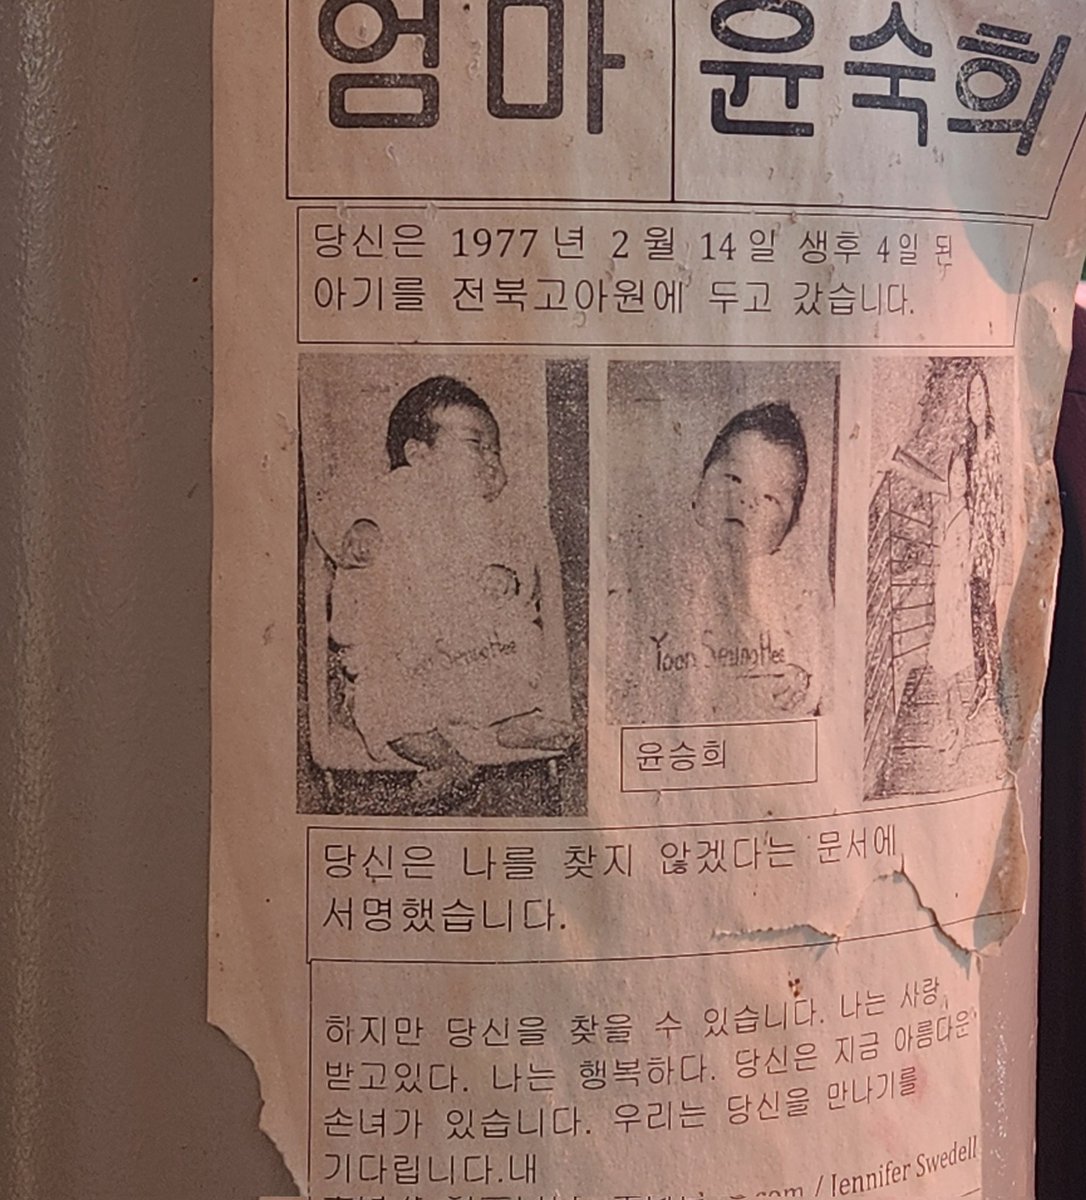 엄마 윤숙희
당신은 1977 년 2 월 14 일 생후 4 일 된
아기를 전북고아원에 두고 갔습니다.
Yoon SeungHee
Yoon SeungHee
윤승희
당신은 나를 찾지 않겠다는 문서에
서명했습니다.
하지만 당신을 찾을 수 있습니다. 나는 사랑
받고있다. 나는 행복하다. 당신은 지금 아름다운
손녀가 있습니다. 우리는 당신을 만나기를
기다립니다.내
com / Jennifer Swedell